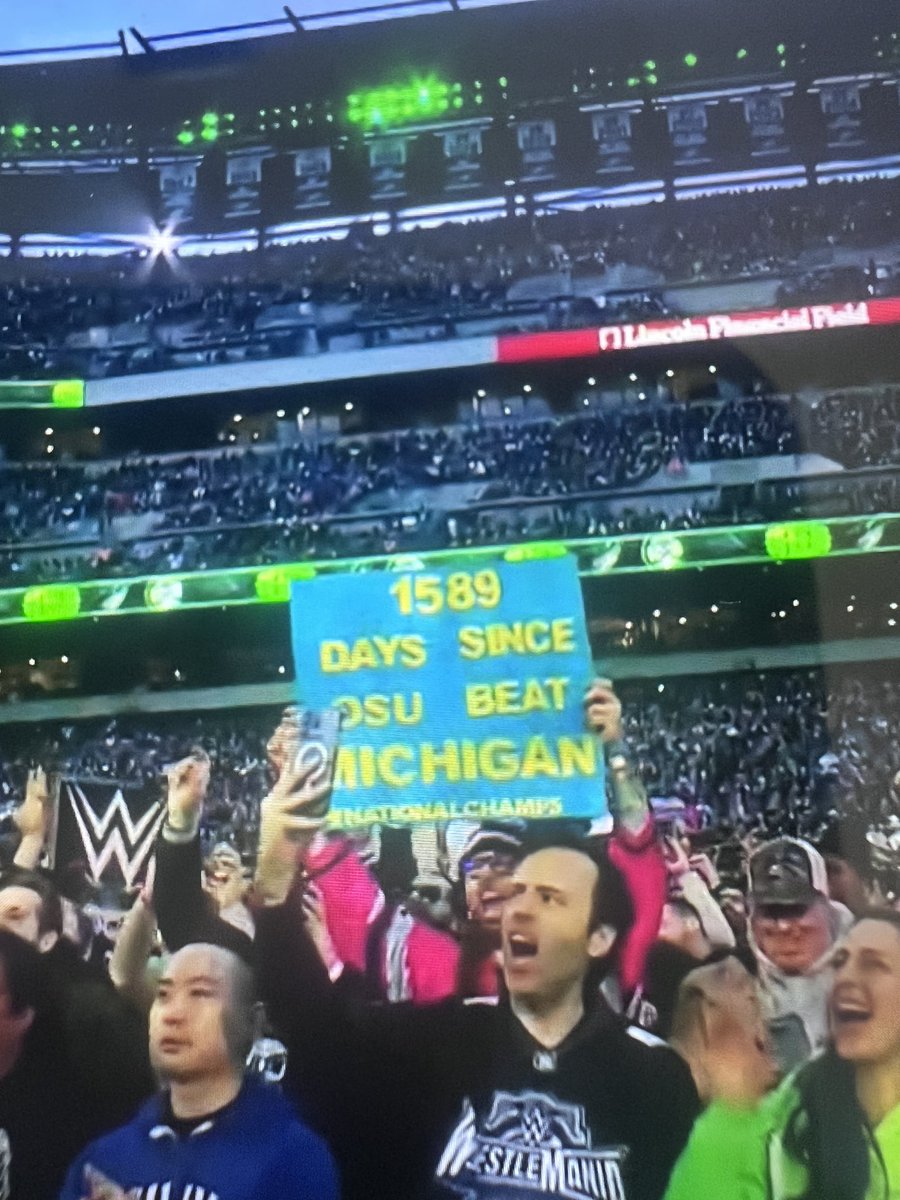 Lincoln Financial Field
1589
DAYS SINCE
OSU BEAT
MICHIGAN
NATIONAL CHAMPS
W
WRESTLEMANIA